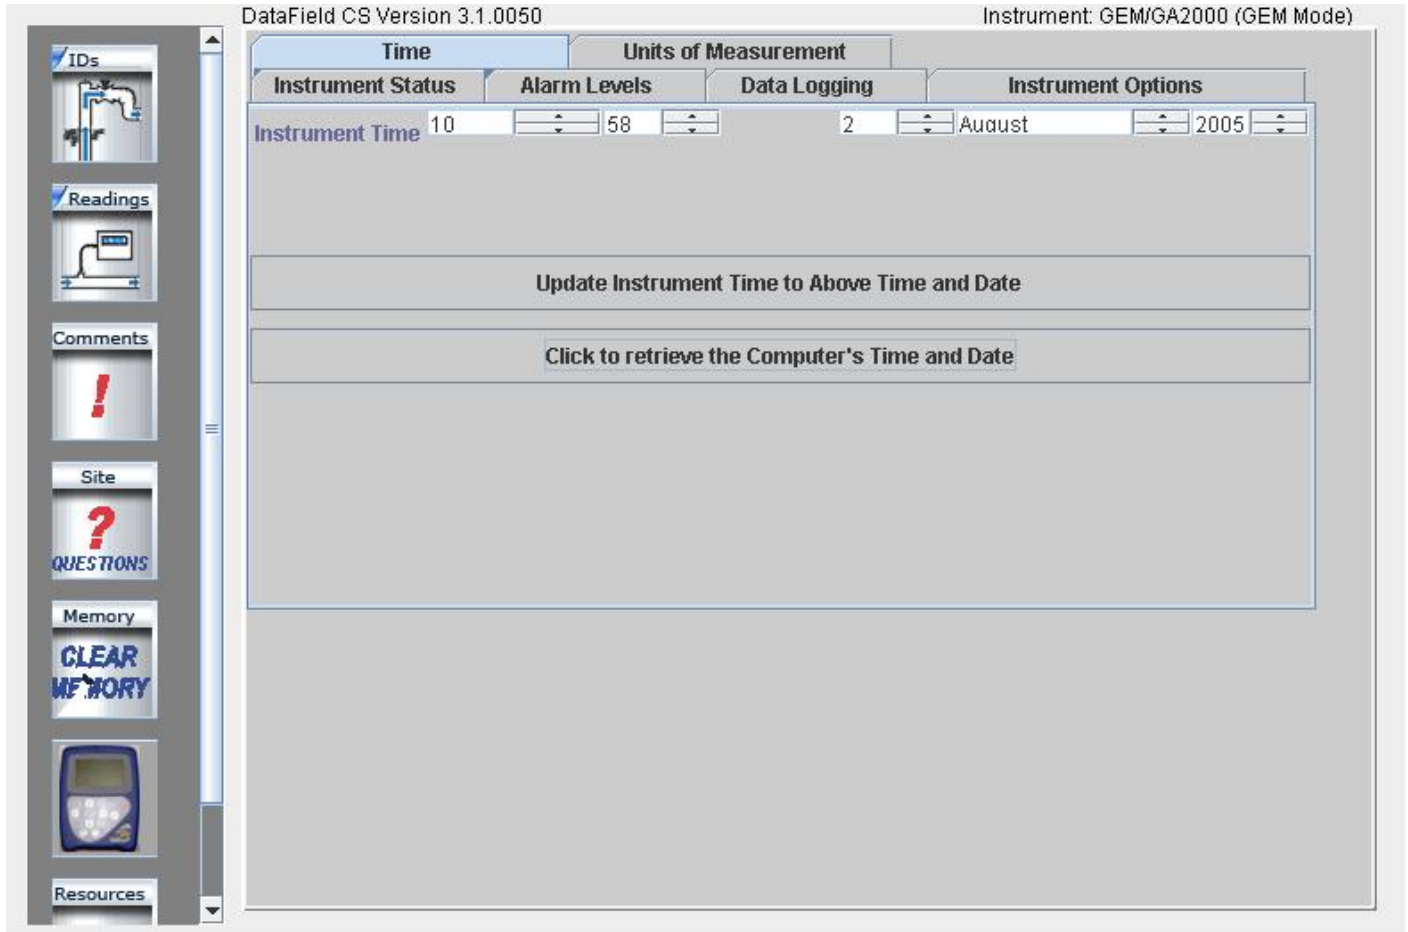 DataField CS Version 3.1.0050 Instrument: GEM/GA2000 (GEM Mode)
IDs
Readings
Comments
!
Site
?
QUESTIONS
Memory
CLEAR
MEMORY
Resources
Time Units of Measurement
Instrument Status Alarm Levels Data Logging Instrument Options
Instrument Time 10 58 2 August 2005
Update Instrument Time to Above Time and Date
Click to retrieve the Computer's Time and Date